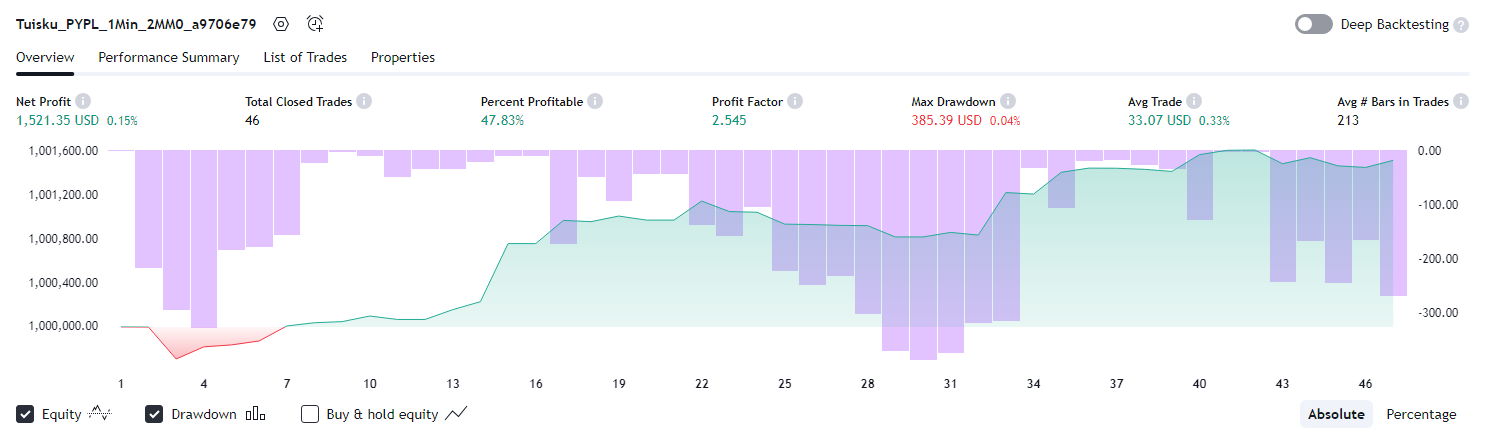 Tuisku_PYPL_1Min_2MM0_a9706e79 Deep Backtesting ?
Overview Performance Summary List of Trades Properties
Net Profit i Total Closed Trades i Percent Profitable i Profit Factor i Max Drawdown i Avg Trade i Avg # Bars in Trades i
1,521.35 USD 0.15% 46 47.83% 2.545 385.39 USD 0.04% 33.07 USD 0.33% 213
1,001,600.00 0.00
1,001,200.00 -100.00
1,000,800.00 -200.00
1,000,400.00 -300.00
1,000,000.00
1 4 7 10 13 16 19 22 25 28 31 34 37 40 43 46
Equity Drawdown Buy & hold equity Absolute Percentage